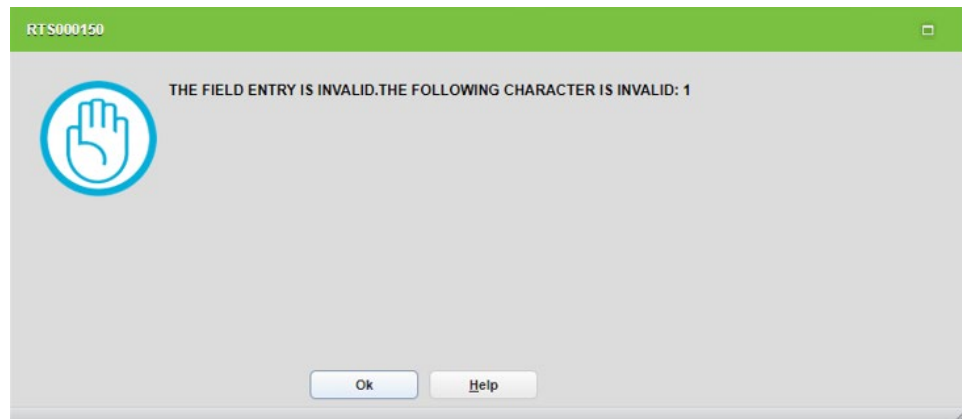 RTS000150
THE FIELD ENTRY IS INVALID.THE FOLLOWING CHARACTER IS INVALID: 1
Ok
Help